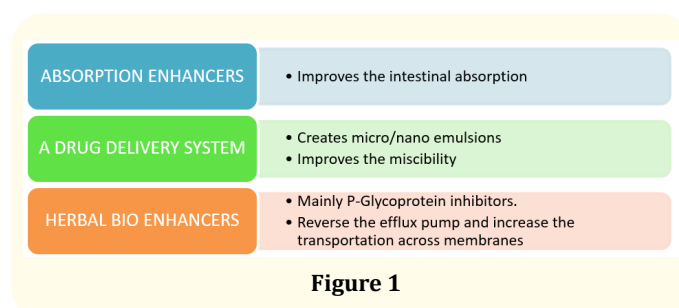 ABSORPTION ENHANCERS
• Improves the intestinal absorption
A DRUG DELIVERY SYSTEM
• Creates micro/nano emulsions
• Improves the miscibility
HERBAL BIO ENHANCERS
• Mainly P-Glycoprotein inhibitors.
• Reverse the efflux pump and increase the
transportation across membranes
Figure 1